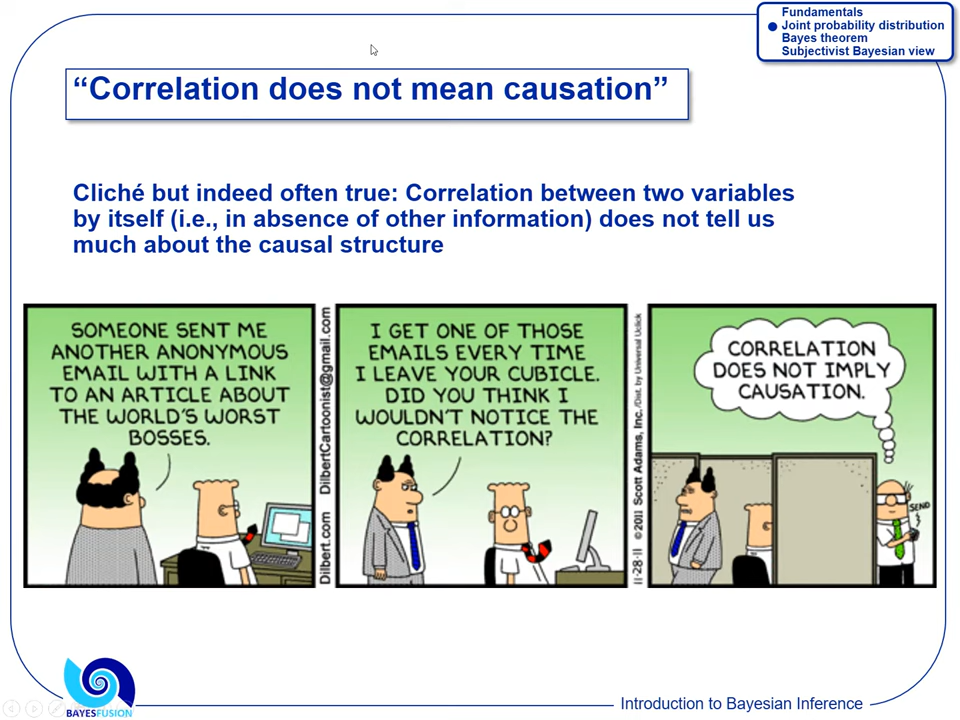 Fundamentals
Joint probability distribution
Bayes theorem
Subjectivist Bayesian view
“Correlation does not mean causation”
Cliché but indeed often true: Correlation between two variables
by itself (i.e., in absence of other information) does not tell us
much about the causal structure
SOMEONE SENT ME
ANOTHER ANONYMOUS
EMAIL WITH A LINK
TO AN ARTICLE ABOUT
THE WORLD'S WORST
BOSSES.
Dilbert.com DilbertCartoonist@gmail.com
I GET ONE OF THOSE
EMAILS EVERY TIME
I LEAVE YOUR CUBICLE.
DID YOU THINK I
WOULDN'T NOTICE THE
CORRELATION?
11-28-11 ©2011 Scott Adams, Inc./Dist. by Universal Uclick
CORRELATION
DOES NOT IMPLY
CAUSATION.
SEND
BAYESFUSION
Introduction to Bayesian Inference